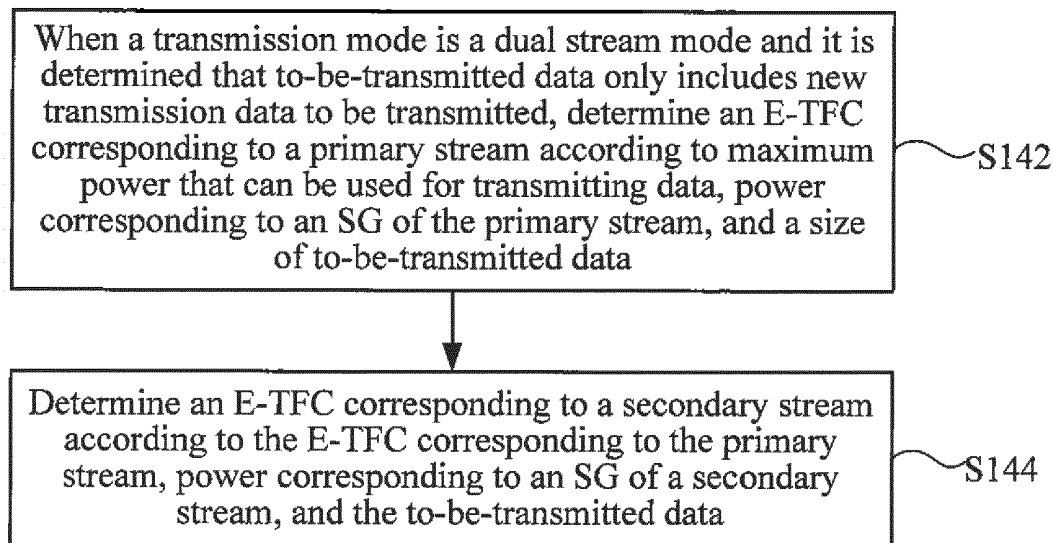 When a transmission mode is a dual stream mode and it is
determined that to-be-transmitted data only includes new
transmission data to be transmitted, determine an E-TFC
corresponding to a primary stream according to maximum
power that can be used for transmitting data, power
corresponding to an SG of the primary stream, and a size
of to-be-transmitted data
S142
Determine an E-TFC corresponding to a secondary stream
according to the E-TFC corresponding to the primary
stream, power corresponding to an SG of a secondary
stream, and the to-be-transmitted data
S144